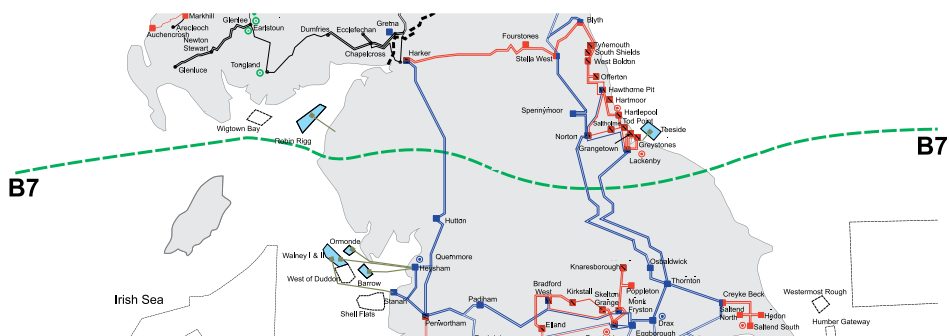 Markhill
Arecleoch
Auchencrosh
Newton
Stewart
Glenluce
Glenlee
Earlstoun
Tongland
Dumfries
Ecclefechan
Chapelcross
Gretna
Harker
Fourstones
Stella West
Blyth
Tynemouth
South Shields
West Boldon
Offerton
Hawthorne Pit
Hartmoor
Hartlepool
Tod Point
Saltholme
Spennymoor
Norton
Grangetown
Teeside
Greystones
Lackenby
Wigtown Bay
Robin Rigg
B7
B7
Hutton
Ormonde
Walney I & II
West of Duddon
Barrow
Quernmore
Heysham
Stanah
Shell Flats
Irish Sea
Padiham
Penwortham
Knaresborough
Bradford
West
Kirkstall
Skelton
Grange
Poppleton
Monk
Fryston
Elland
Osbaldwick
Thornton
Drax
Eggborough
Creyke Beck
Saltend
North
Hedon
Saltend South
Westermost Rough
Humber Gateway